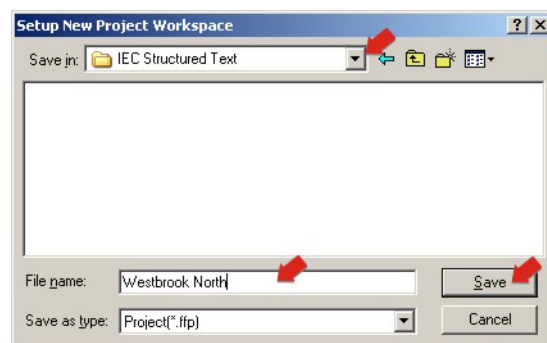 Setup New Project Workspace
Save in: IEC Structured Text
File name: Westbrook North Save
Save as type: Project(*.ffp) Cancel